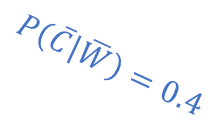 P(C̄|W̄) = 0.4